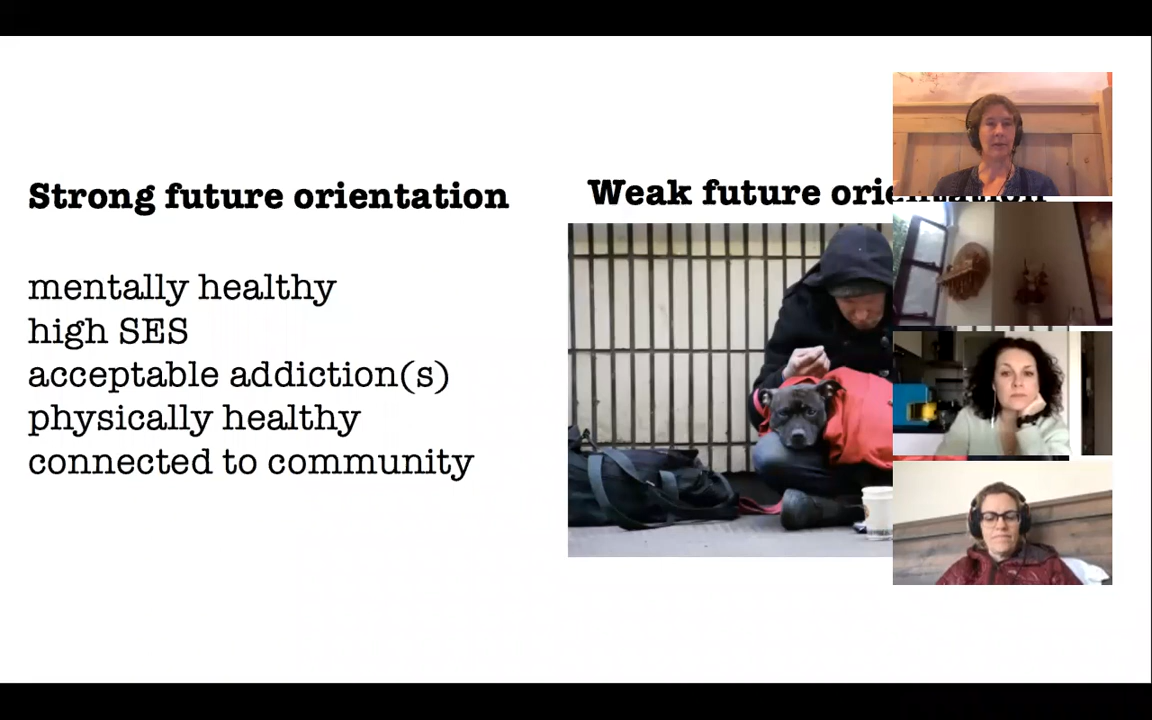 Strong future orientation
mentally healthy
high SES
acceptable addiction(s)
physically healthy
connected to community
Weak future orientation